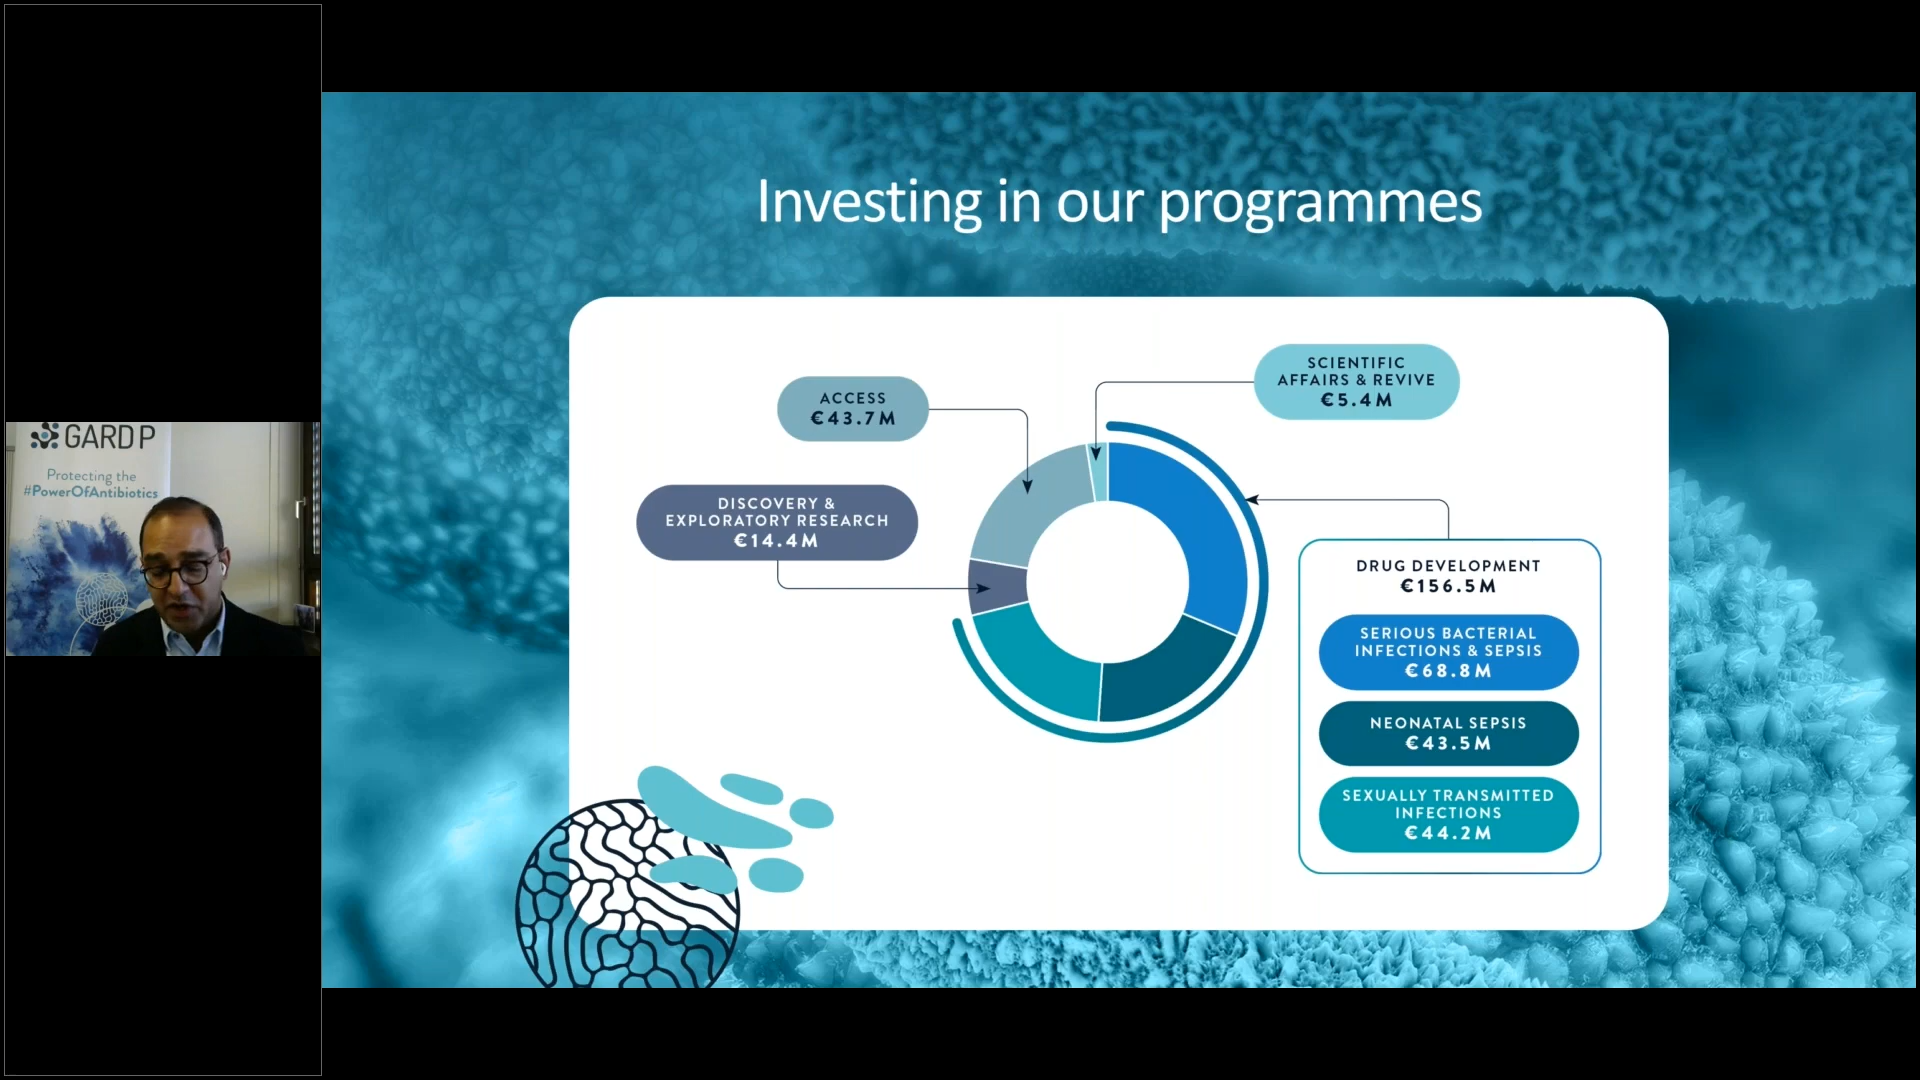 GARDP
Protecting the
#PowerOfAntibiotics
Investing in our programmes
SCIENTIFIC
AFFAIRS & REVIVE
€5.4M
ACCESS
€43.7M
DISCOVERY &
EXPLORATORY RESEARCH
€14.4M
DRUG DEVELOPMENT
€156.5M
SERIOUS BACTERIAL
INFECTIONS & SEPSIS
€68.8M
NEONATAL SEPSIS
€43.5M
SEXUALLY TRANSMITTED
INFECTIONS
€44.2M